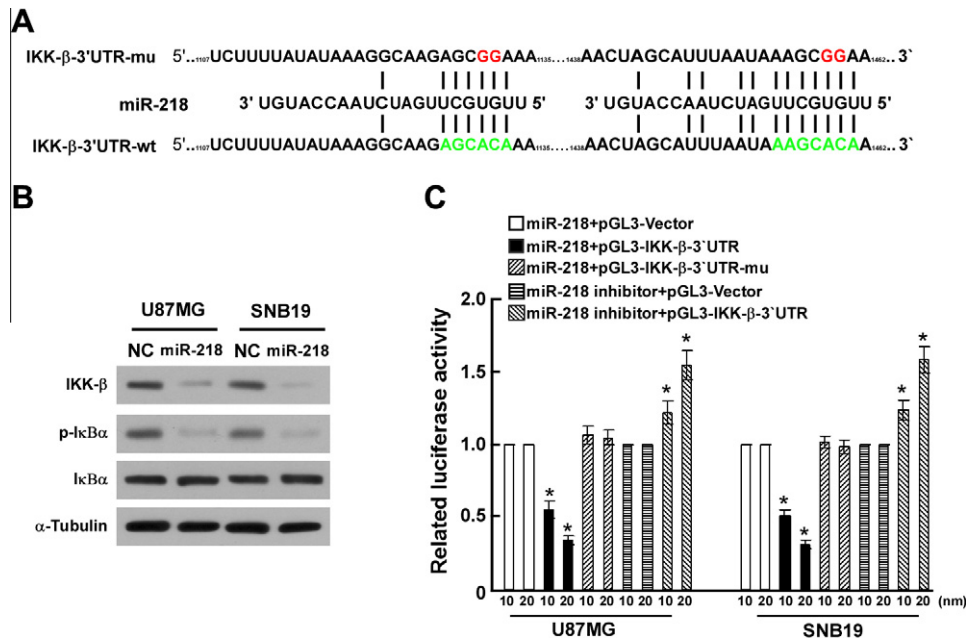 A
IKK-β-3'UTR-mu 5'..1107UCUUUUAUAUAAAGGCAAGAGCGGAAA1135....1438AACUAGCAUUUAAUAAAGCGGAA1462..3`
miR-218 3' UGUACCAAUCUAGUUCGUGUU 5' 3' UGUACCAAUCUAGUUCGUGUU 5'
IKK-β-3'UTR-wt 5'..1107UCUUUUAUAUAAAGGCAAGAGCACAAA1135....1438AACUAGCAUUUAAUAAAGCACAA1462..3`
B
U87MG SNB19
NC miR-218 NC miR-218
IKK-β
p-IκBα
IκBα
α-Tubulin
C
miR-218+pGL3-Vector
miR-218+pGL3-IKK-β-3`UTR
miR-218+pGL3-IKK-β-3`UTR-mu
miR-218 inhibitor+pGL3-Vector
miR-218 inhibitor+pGL3-IKK-β-3`UTR
Related luciferase activity
2.0
1.5
1.0
0.5
0
* * * * * * * *
10 20 10 20 10 20 10 20 10 20 10 20 10 20 10 20 10 20 10 20 (nm)
U87MG SNB19